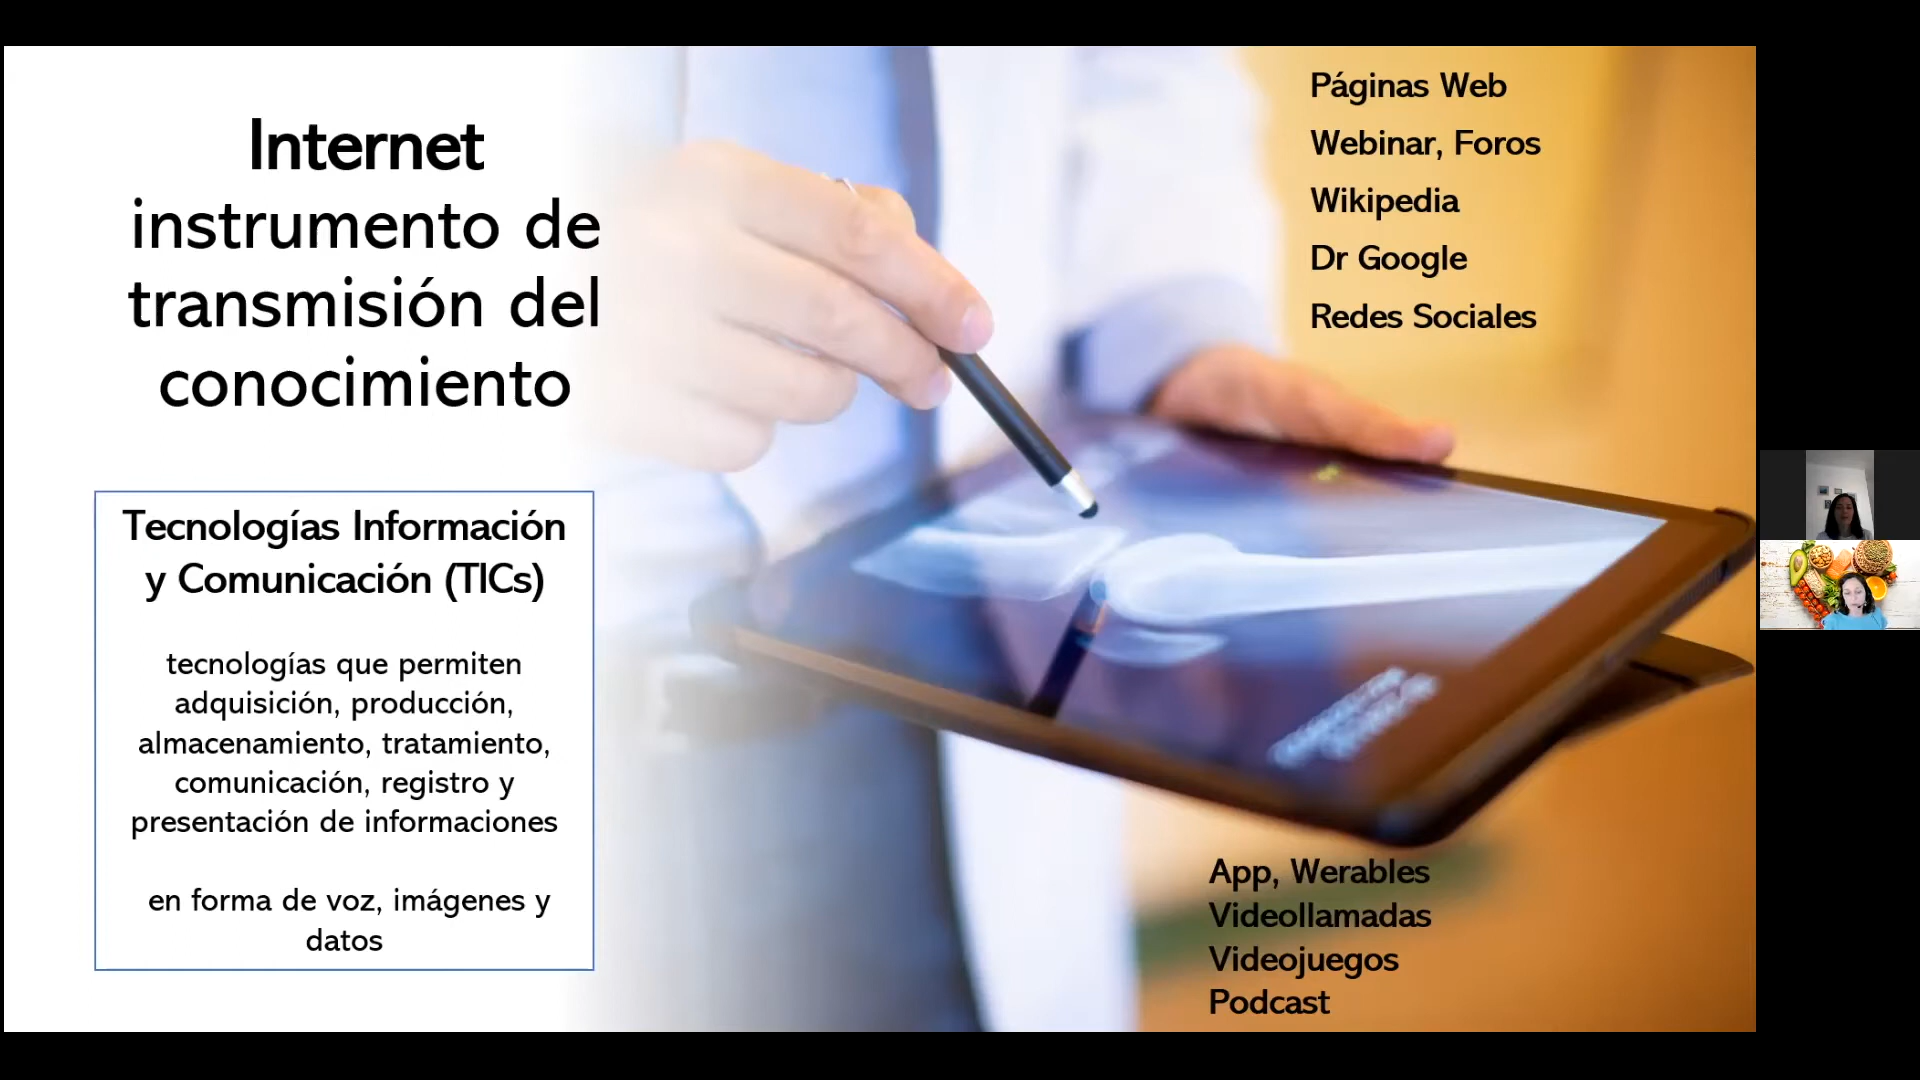 Internet
instrumento de
transmisión del
conocimiento
Tecnologías Información
y Comunicación (TICs)
tecnologías que permiten
adquisición, producción,
almacenamiento, tratamiento,
comunicación, registro y
presentación de informaciones
en forma de voz, imágenes y
datos
Páginas Web
Webinar, Foros
Wikipedia
Dr Google
Redes Sociales
App, Werables
Videollamadas
Videojuegos
Podcast